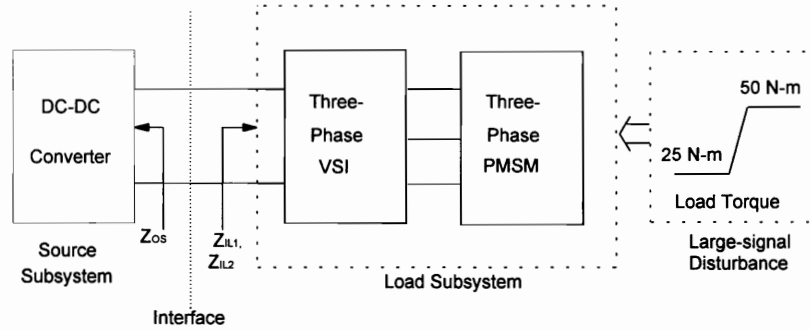 DC-DC
Converter
Source
Subsystem
Interface
ZOS
ZIL1,
ZIL2
Three-
Phase
VSI
Three-
Phase
PMSM
Load Subsystem
50 N-m
25 N-m
Load Torque
Large-signal
Disturbance